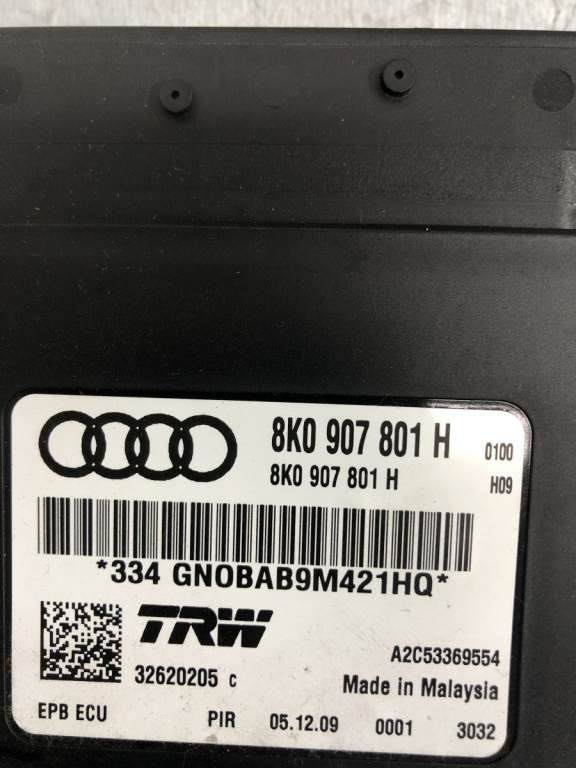 8K0 907 801 H 0100
8K0 907 801 H H09
*334 GNOBAB9M421HQ*
TRW
32620205 C A2C53369554
Made in Malaysia
EPB ECU PIR 05.12.09 0001 3032